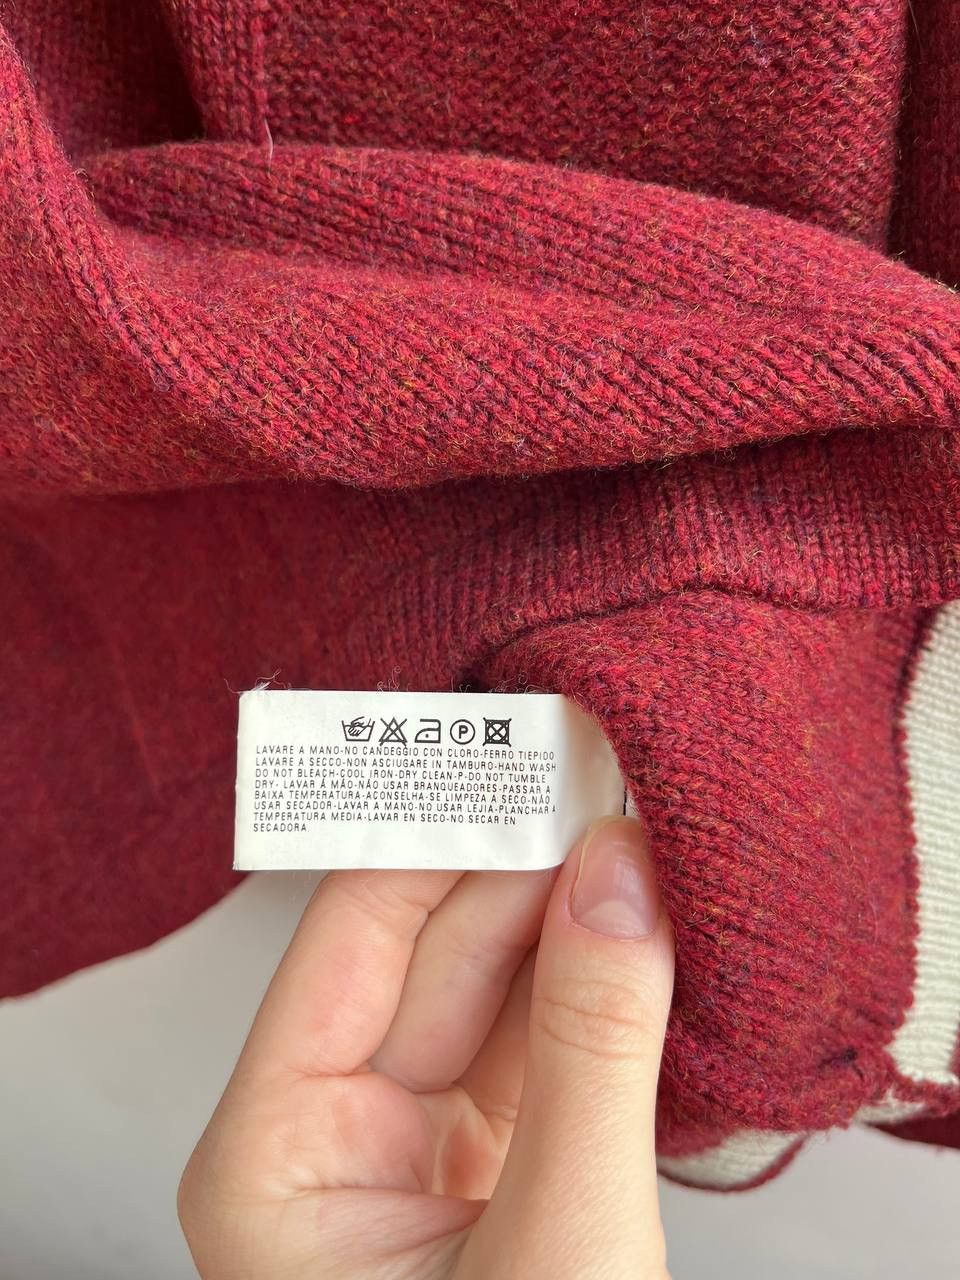 P
LAVARE A MANO-NO CANDEGGIO CON CLORO-FERRO TIEPIDO
LAVARE A SECCO-NON ASCIUGARE IN TAMBURO-HAND WASH
DO NOT BLEACH-COOL IRON-DRY CLEAN-P-DO NOT TUMBLE
DRY- LAVAR Á MÃO-NÃO USAR BRANQUEADORES-PASSAR A
BAIXA TEMPERATURA-ACONSELHA-SE LIMPEZA A SECO-NÃO
USAR SECADOR-LAVAR A MANO-NO USAR LEJIA-PLANCHAR A
TEMPERATURA MEDIA-LAVAR EN SECO-NO SECAR EN
SECADORA.